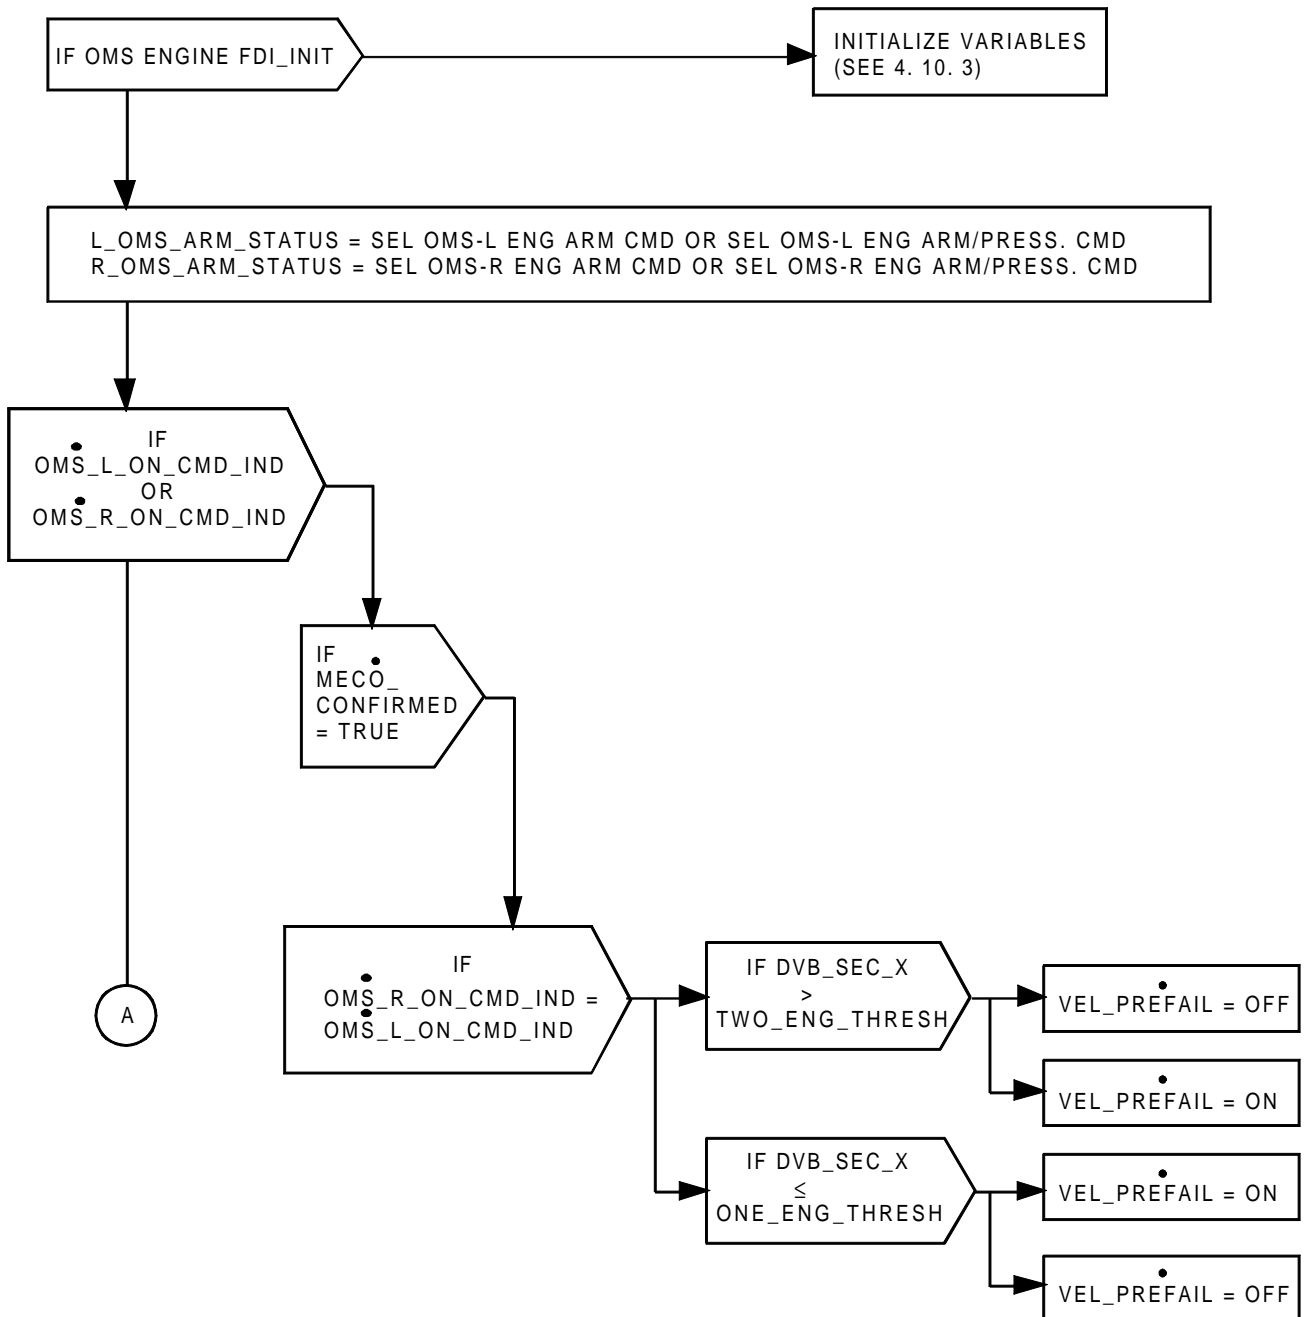 IF OMS ENGINE FDI_INIT
INITIALIZE VARIABLES
(SEE 4. 10. 3)
L_OMS_ARM_STATUS = SEL OMS-L ENG ARM CMD OR SEL OMS-L ENG ARM/PRESS. CMD
R_OMS_ARM_STATUS = SEL OMS-R ENG ARM CMD OR SEL OMS-R ENG ARM/PRESS. CMD
IF
OMS_L_ON_CMD_IND
OR
OMS_R_ON_CMD_IND
IF
MECO_
CONFIRMED
= TRUE
IF
OMS_R_ON_CMD_IND =
OMS_L_ON_CMD_IND
IF DVB_SEC_X
>
TWO_ENG_THRESH
VEL_PREFAIL = OFF
VEL_PREFAIL = ON
A
IF DVB_SEC_X
≤
ONE_ENG_THRESH
VEL_PREFAIL = ON
VEL_PREFAIL = OFF